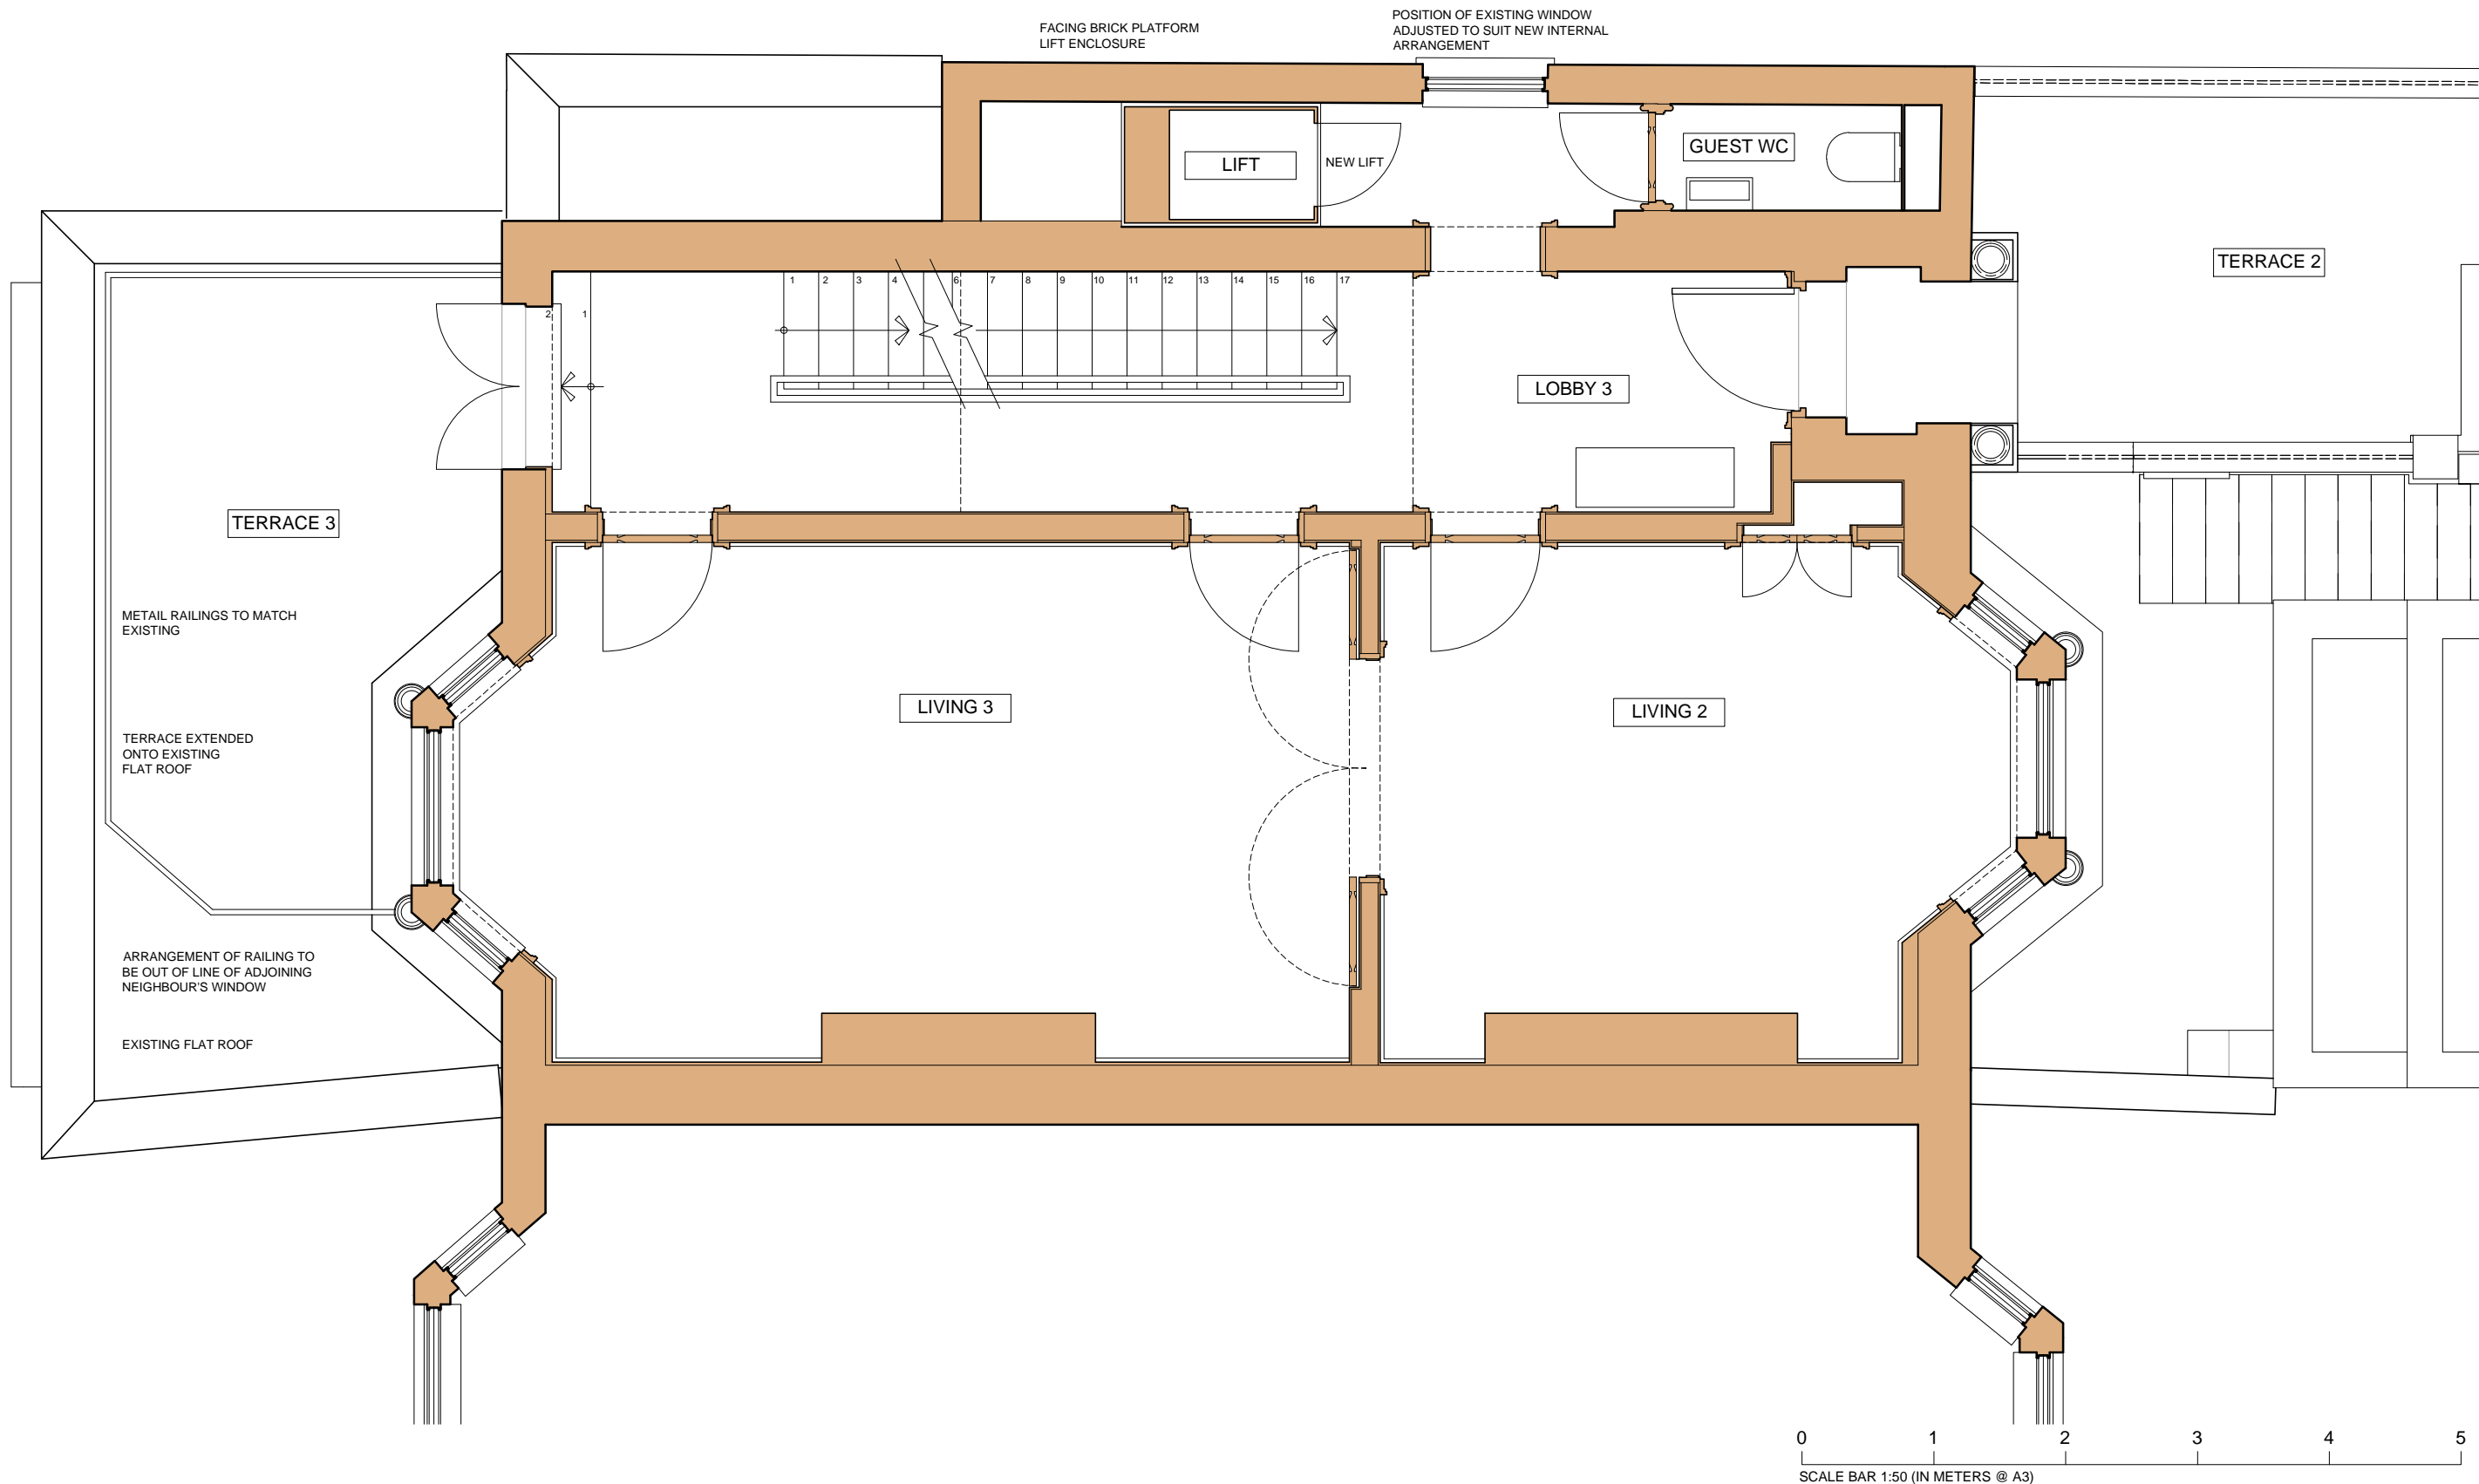 FACING BRICK PLATFORM
LIFT ENCLOSURE
POSITION OF EXISTING WINDOW
ADJUSTED TO SUIT NEW INTERNAL
ARRANGEMENT
LIFT
NEW LIFT
GUEST WC
TERRACE 2
1 2 3 4 6 7 8 9 10 11 12 13 14 15 16 17
2 1
LOBBY 3
TERRACE 3
METAIL RAILINGS TO MATCH
EXISTING
LIVING 3
LIVING 2
TERRACE EXTENDED
ONTO EXISTING
FLAT ROOF
ARRANGEMENT OF RAILING TO
BE OUT OF LINE OF ADJOINING
NEIGHBOUR'S WINDOW
EXISTING FLAT ROOF
0 1 2 3 4 5
SCALE BAR 1:50 (IN METERS @ A3)